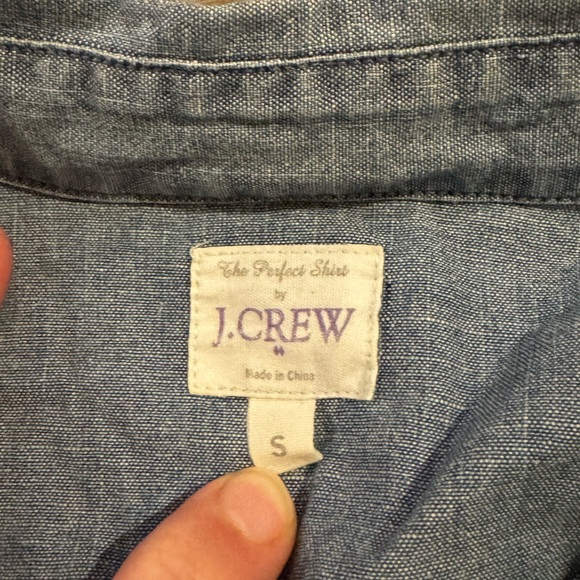 The Perfect Shirt
by
J.CREW
Made in China
S